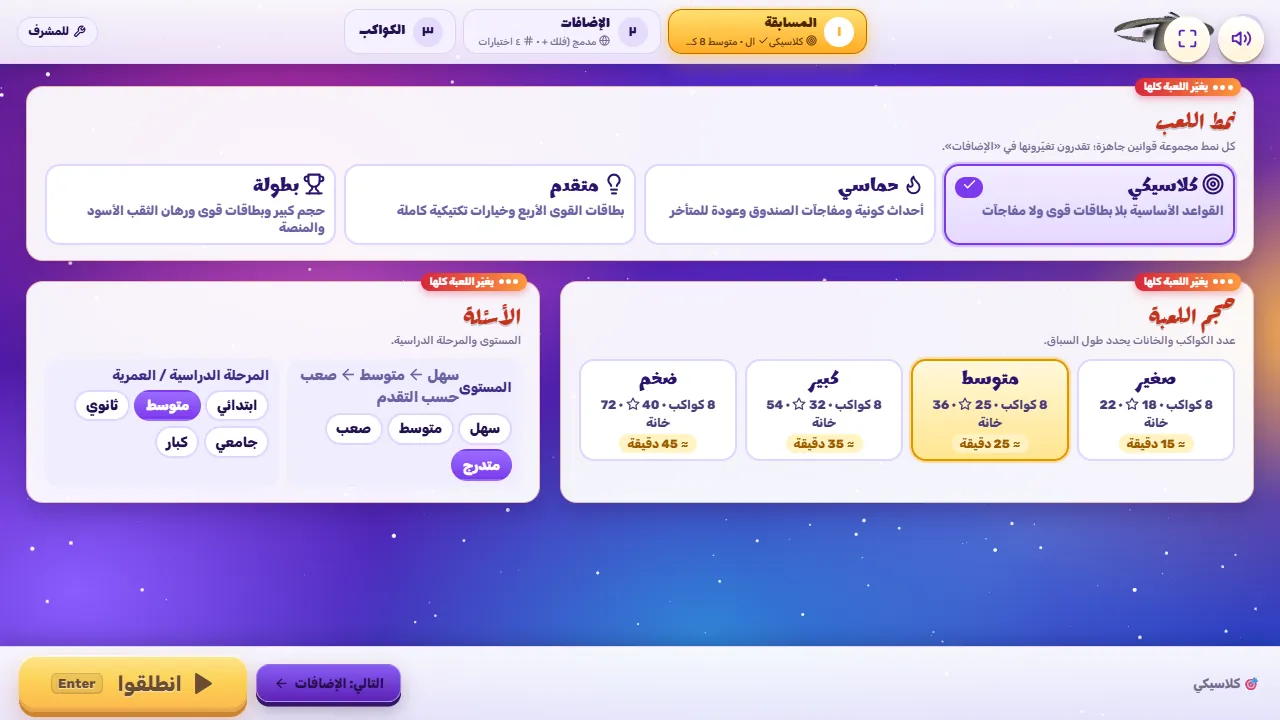 ١ المسابقة
كلاسيكي ✓ ال • متوسط 8 كـ...
٢ الإضافات
مدمج (فلك + • # ٤ اختيارات
٣ الكواكب
للمشرف
يغيّر اللعبة كلها
نمط اللعب
كل نمط مجموعة قوانين جاهزة؛ تقدرون تغيّرونها في «الإضافات».
كلاسيكي
القواعد الأساسية بلا بطاقات قوى ولا مفاجآت
حماسي
أحداث كونية ومفاجآت الصندوق وعودة للمتأخر
متقدم
بطاقات القوى الأربع وخيارات تكتيكية كاملة
بطولة
حجم كبير وبطاقات قوى ورهان الثقب الأسود
والمنصة
يغيّر اللعبة كلها
حجم اللعبة
عدد الكواكب والخانات يحدد طول السباق.
صغير
8 كواكب • 18 ☆ • 22
خانة
≈ 15 دقيقة
متوسط
8 كواكب • 25 ☆ • 36
خانة
≈ 25 دقيقة
كبير
8 كواكب • 32 ☆ • 54
خانة
≈ 35 دقيقة
ضخم
8 كواكب • 40 ☆ • 72
خانة
≈ 45 دقيقة
يغيّر اللعبة كلها
الأسئلة
المستوى والمرحلة الدراسية.
المستوى
سهل ← متوسط ← صعب
حسب التقدم
سهل
متوسط
صعب
متدرج
المرحلة الدراسية / العمرية
ابتدائي
متوسط
ثانوي
جامعي
كبار
🎯 كلاسيكي
التالي: الإضافات ←
انطلقوا Enter